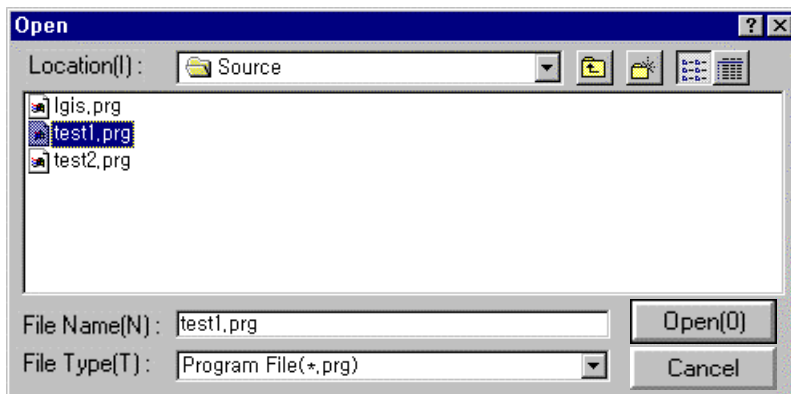 Open
Location(I) : Source
lgis,prg
test1,prg
test2,prg
File Name(N) : test1,prg Open(O)
File Type(T) : Program File(*,prg) Cancel